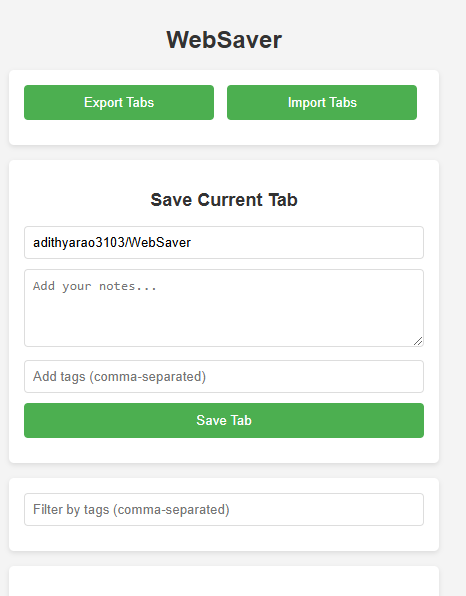 WebSaver
Export Tabs
Import Tabs
Save Current Tab
adithyarao3103/WebSaver
Add your notes...
Add tags (comma-separated)
Save Tab
Filter by tags (comma-separated)